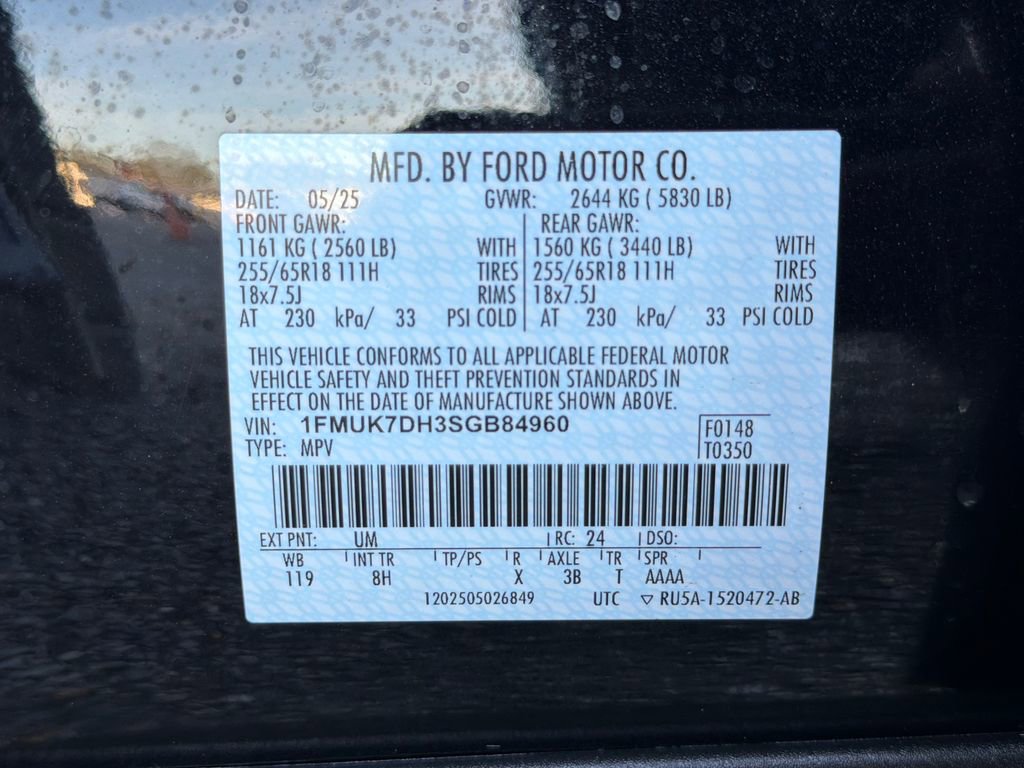 MFD. BY FORD MOTOR CO.
DATE: 05/25 GVWR: 2644 KG ( 5830 LB)
FRONT GAWR: REAR GAWR:
1161 KG ( 2560 LB) WITH 1560 KG ( 3440 LB) WITH
255/65R18 111H TIRES 255/65R18 111H TIRES
18x7.5J RIMS 18x7.5J RIMS
AT 230 kPa/ 33 PSI COLD AT 230 kPa/ 33 PSI COLD
THIS VEHICLE CONFORMS TO ALL APPLICABLE FEDERAL MOTOR
VEHICLE SAFETY AND THEFT PREVENTION STANDARDS IN
EFFECT ON THE DATE OF MANUFACTURE SHOWN ABOVE.
VIN: 1FMUK7DH3SGB84960 F0148
TYPE: MPV T0350
EXT PNT: UM RC: 24 DSO:
WB INT TR TP/PS R AXLE TR SPR
119 8H X 3B T AAAA
1202505026849 UTC ▽ RU5A-1520472-AB